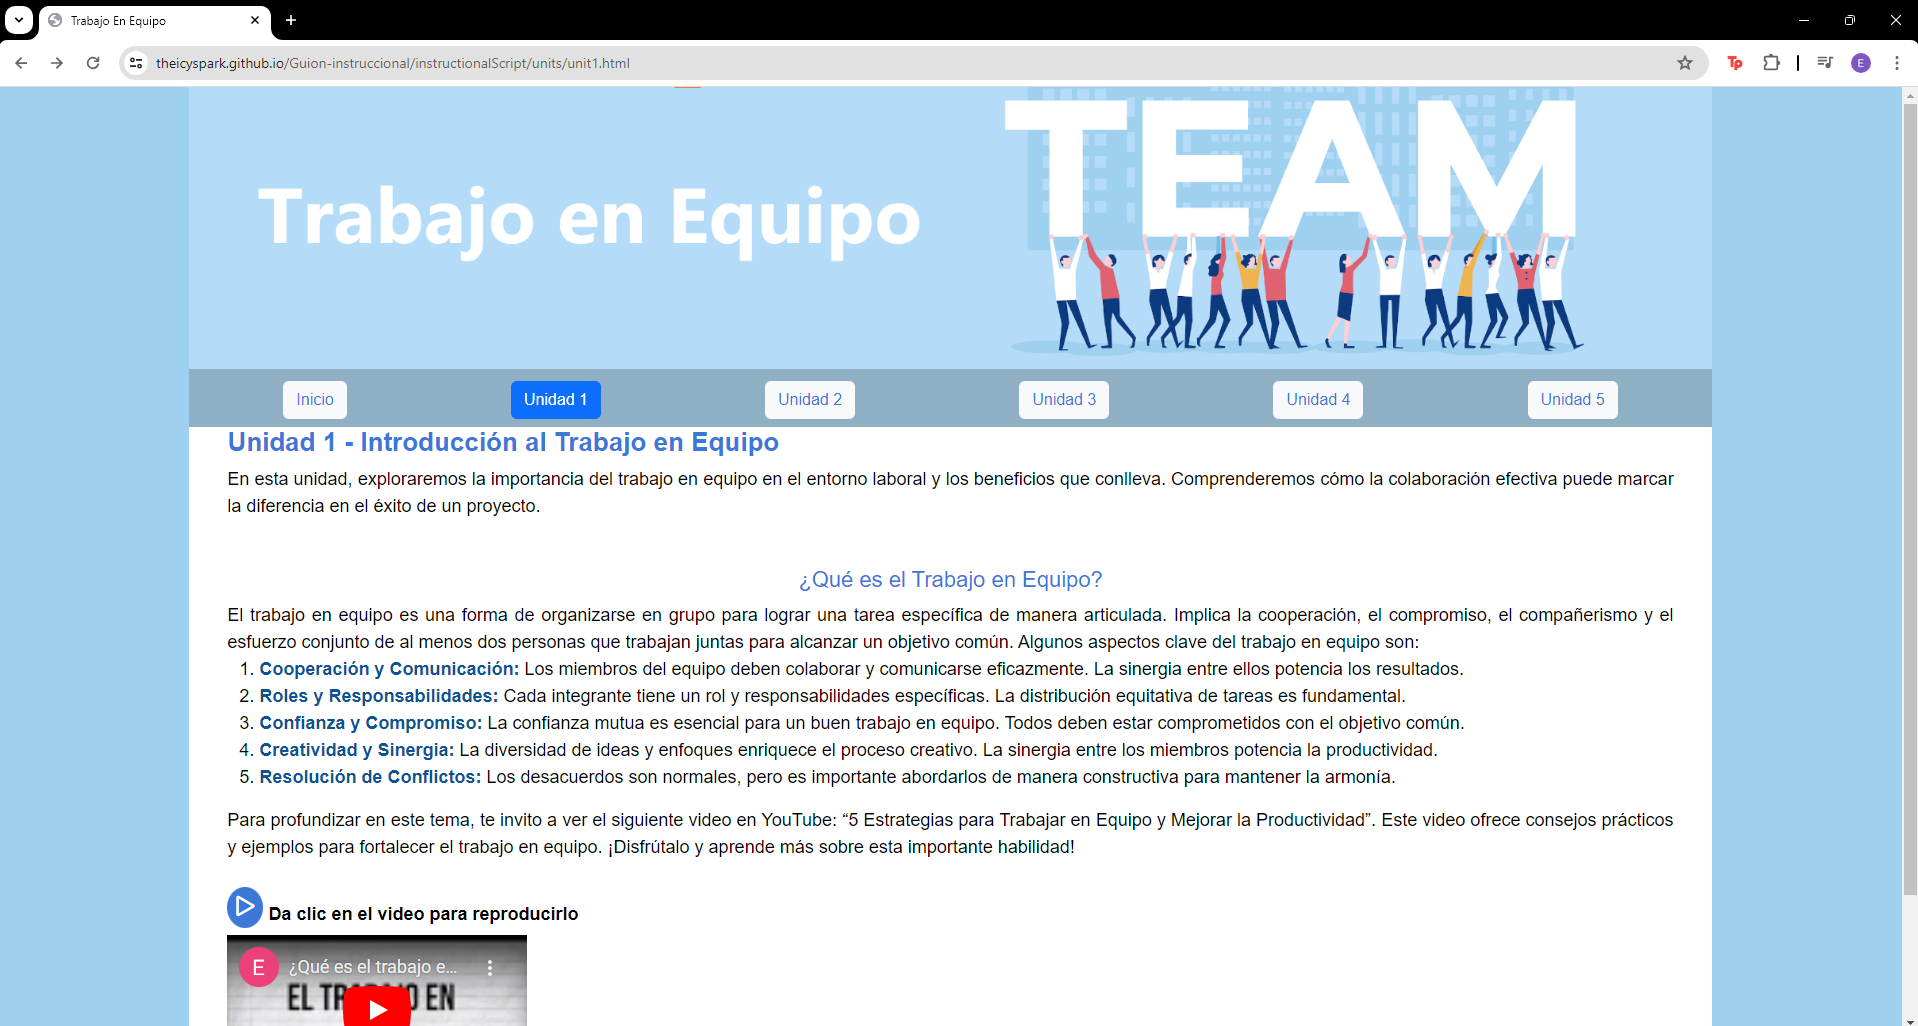 Trabajo En Equipo
theicyspark.github.io/Guion-instruccional/instructionalScript/units/unit1.html
Tp
E
Trabajo en Equipo
TEAM
Inicio
Unidad 1
Unidad 2
Unidad 3
Unidad 4
Unidad 5
Unidad 1 - Introducción al Trabajo en Equipo
En esta unidad, exploraremos la importancia del trabajo en equipo en el entorno laboral y los beneficios que conlleva. Comprenderemos cómo la colaboración efectiva puede marcar
la diferencia en el éxito de un proyecto.
¿Qué es el Trabajo en Equipo?
El trabajo en equipo es una forma de organizarse en grupo para lograr una tarea específica de manera articulada. Implica la cooperación, el compromiso, el compañerismo y el
esfuerzo conjunto de al menos dos personas que trabajan juntas para alcanzar un objetivo común. Algunos aspectos clave del trabajo en equipo son:
1. Cooperación y Comunicación: Los miembros del equipo deben colaborar y comunicarse eficazmente. La sinergia entre ellos potencia los resultados.
2. Roles y Responsabilidades: Cada integrante tiene un rol y responsabilidades específicas. La distribución equitativa de tareas es fundamental.
3. Confianza y Compromiso: La confianza mutua es esencial para un buen trabajo en equipo. Todos deben estar comprometidos con el objetivo común.
4. Creatividad y Sinergia: La diversidad de ideas y enfoques enriquece el proceso creativo. La sinergia entre los miembros potencia la productividad.
5. Resolución de Conflictos: Los desacuerdos son normales, pero es importante abordarlos de manera constructiva para mantener la armonía.
Para profundizar en este tema, te invito a ver el siguiente video en YouTube: “5 Estrategias para Trabajar en Equipo y Mejorar la Productividad”. Este video ofrece consejos prácticos
y ejemplos para fortalecer el trabajo en equipo. ¡Disfrútalo y aprende más sobre esta importante habilidad!
Da clic en el video para reproducirlo
E
¿Qué es el trabajo e...
EL EN